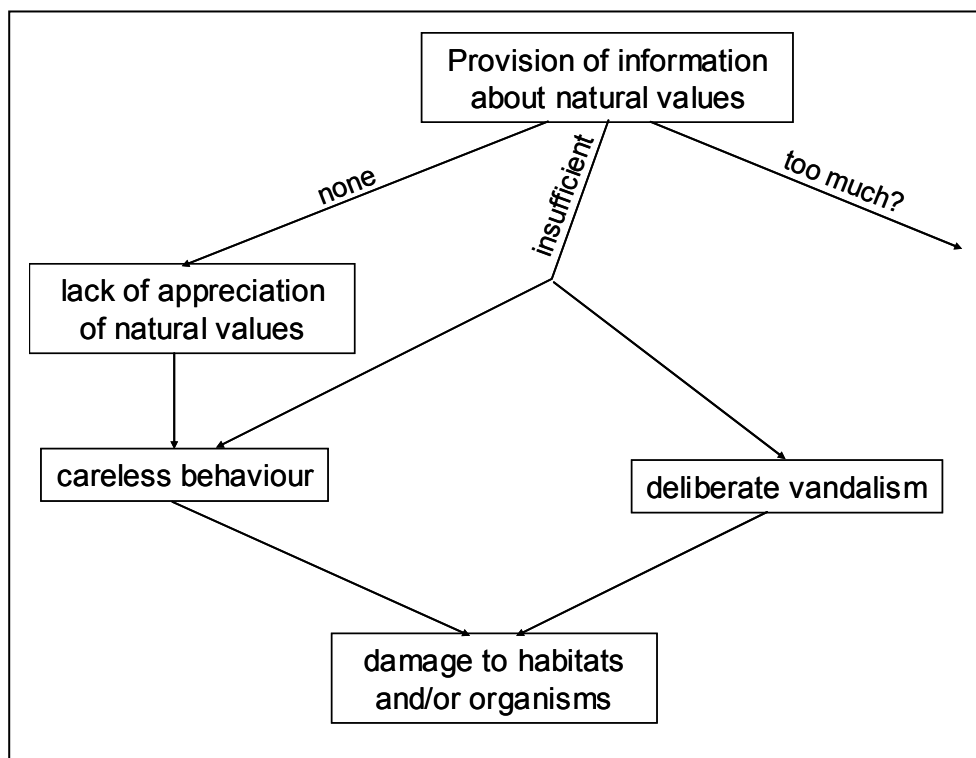 Provision of information
about natural values
none
insufficient
too much?
lack of appreciation
of natural values
careless behaviour
deliberate vandalism
damage to habitats
and/or organisms